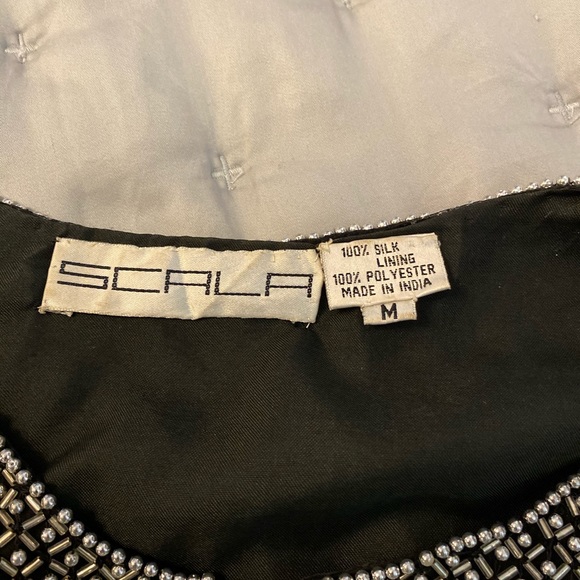 SCALA
100% SILK
LINING
100% POLYESTER
MADE IN INDIA
M